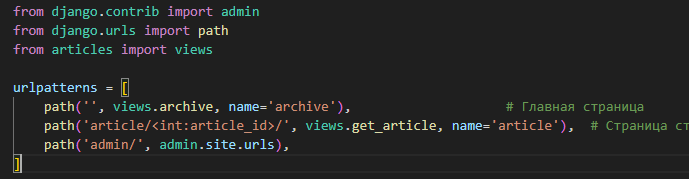 from django.contrib import admin
from django.urls import path
from articles import views
urlpatterns = [
path('', views.archive, name='archive'), # Главная страница
path('article/<int:article_id>/', views.get_article, name='article'), # Страница ст
path('admin/', admin.site.urls),
]